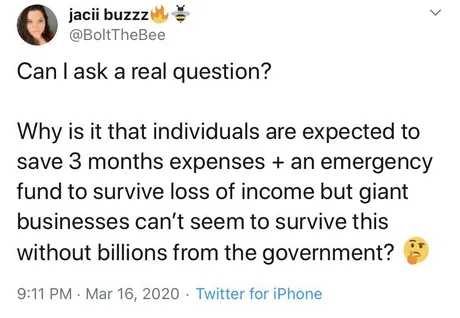 jacii buzzz🔥🐝
@BoltTheBee
Can I ask a real question?
Why is it that individuals are expected to
save 3 months expenses + an emergency
fund to survive loss of income but giant
businesses can’t seem to survive this
without billions from the government? 🤔
9:11 PM · Mar 16, 2020 · Twitter for iPhone